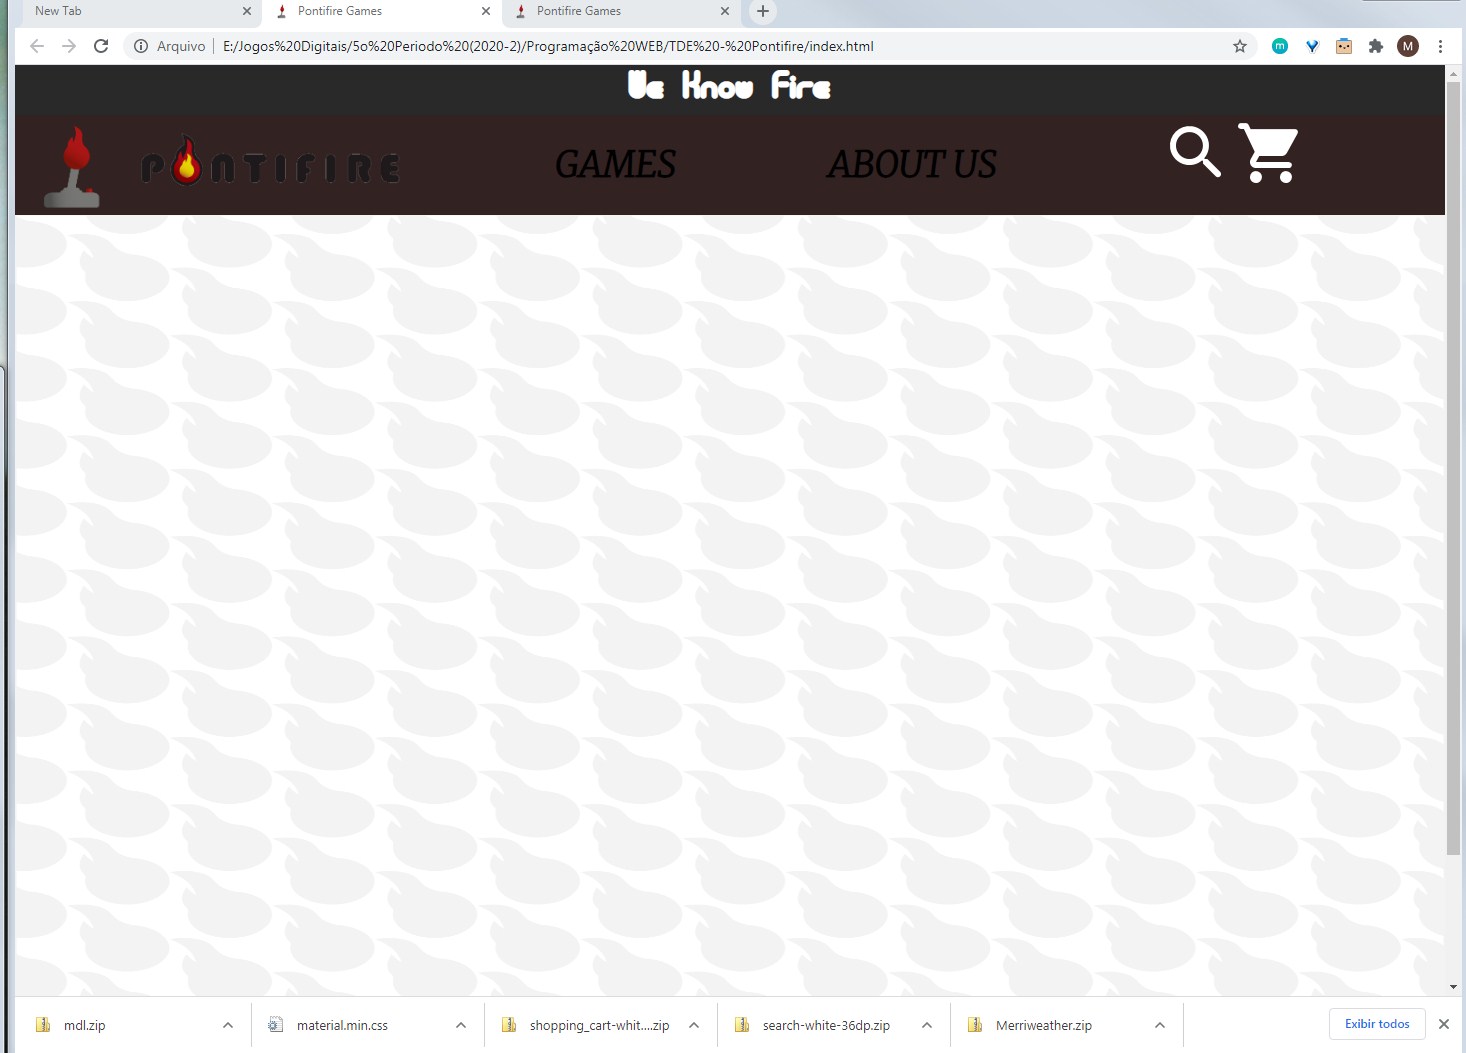 New Tab
Pontifire Games
Pontifire Games
Arquivo
E:/Jogos%20Digitais/5o%20Periodo%20(2020-2)/Programação%20WEB/TDE%20-%20Pontifire/index.html
m
M
We Know Fire
PONTIFIRE
GAMES
ABOUT US
mdl.zip
material.min.css
shopping_cart-whit....zip
search-white-36dp.zip
Merriweather.zip
Exibir todos